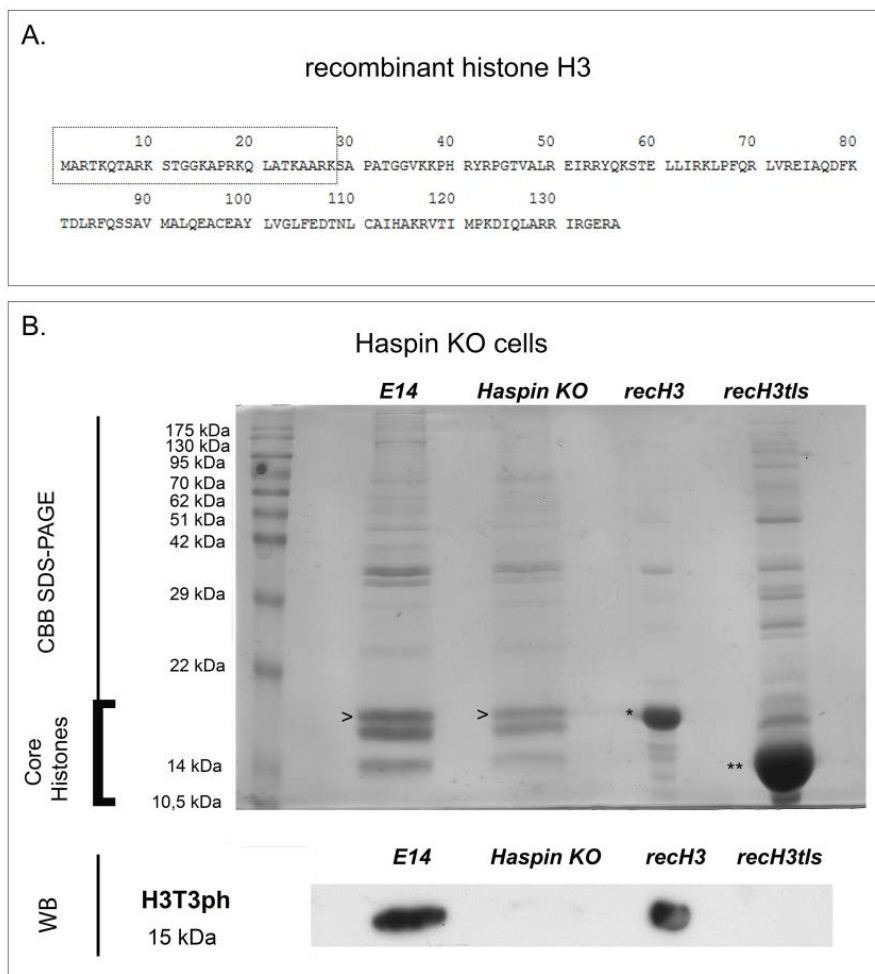 A.
recombinant histone H3
10 20 30 40 50 60 70 80
MARTKQTARK STGGKAPRKQ LATKAARKSA PATGGVKKPH RYRPGTVALR EIRRYQKSTE LLIRKLPFQR LVREIAQDFK
90 100 110 120 130
TDLRFQSSAV MALQEACEAY LVGLFEDTNL CAIHAKRVTI MPKDIQLARR IRGERA
B.
Haspin KO cells
E14 Haspin KO recH3 recH3tls
CBB SDS-PAGE
175 kDa
130 kDa
95 kDa
70 kDa
62 kDa
51 kDa
42 kDa
29 kDa
22 kDa
Core
Histones
> > *
14 kDa **
10,5 kDa
E14 Haspin KO recH3 recH3tls
WB
H3T3ph
15 kDa